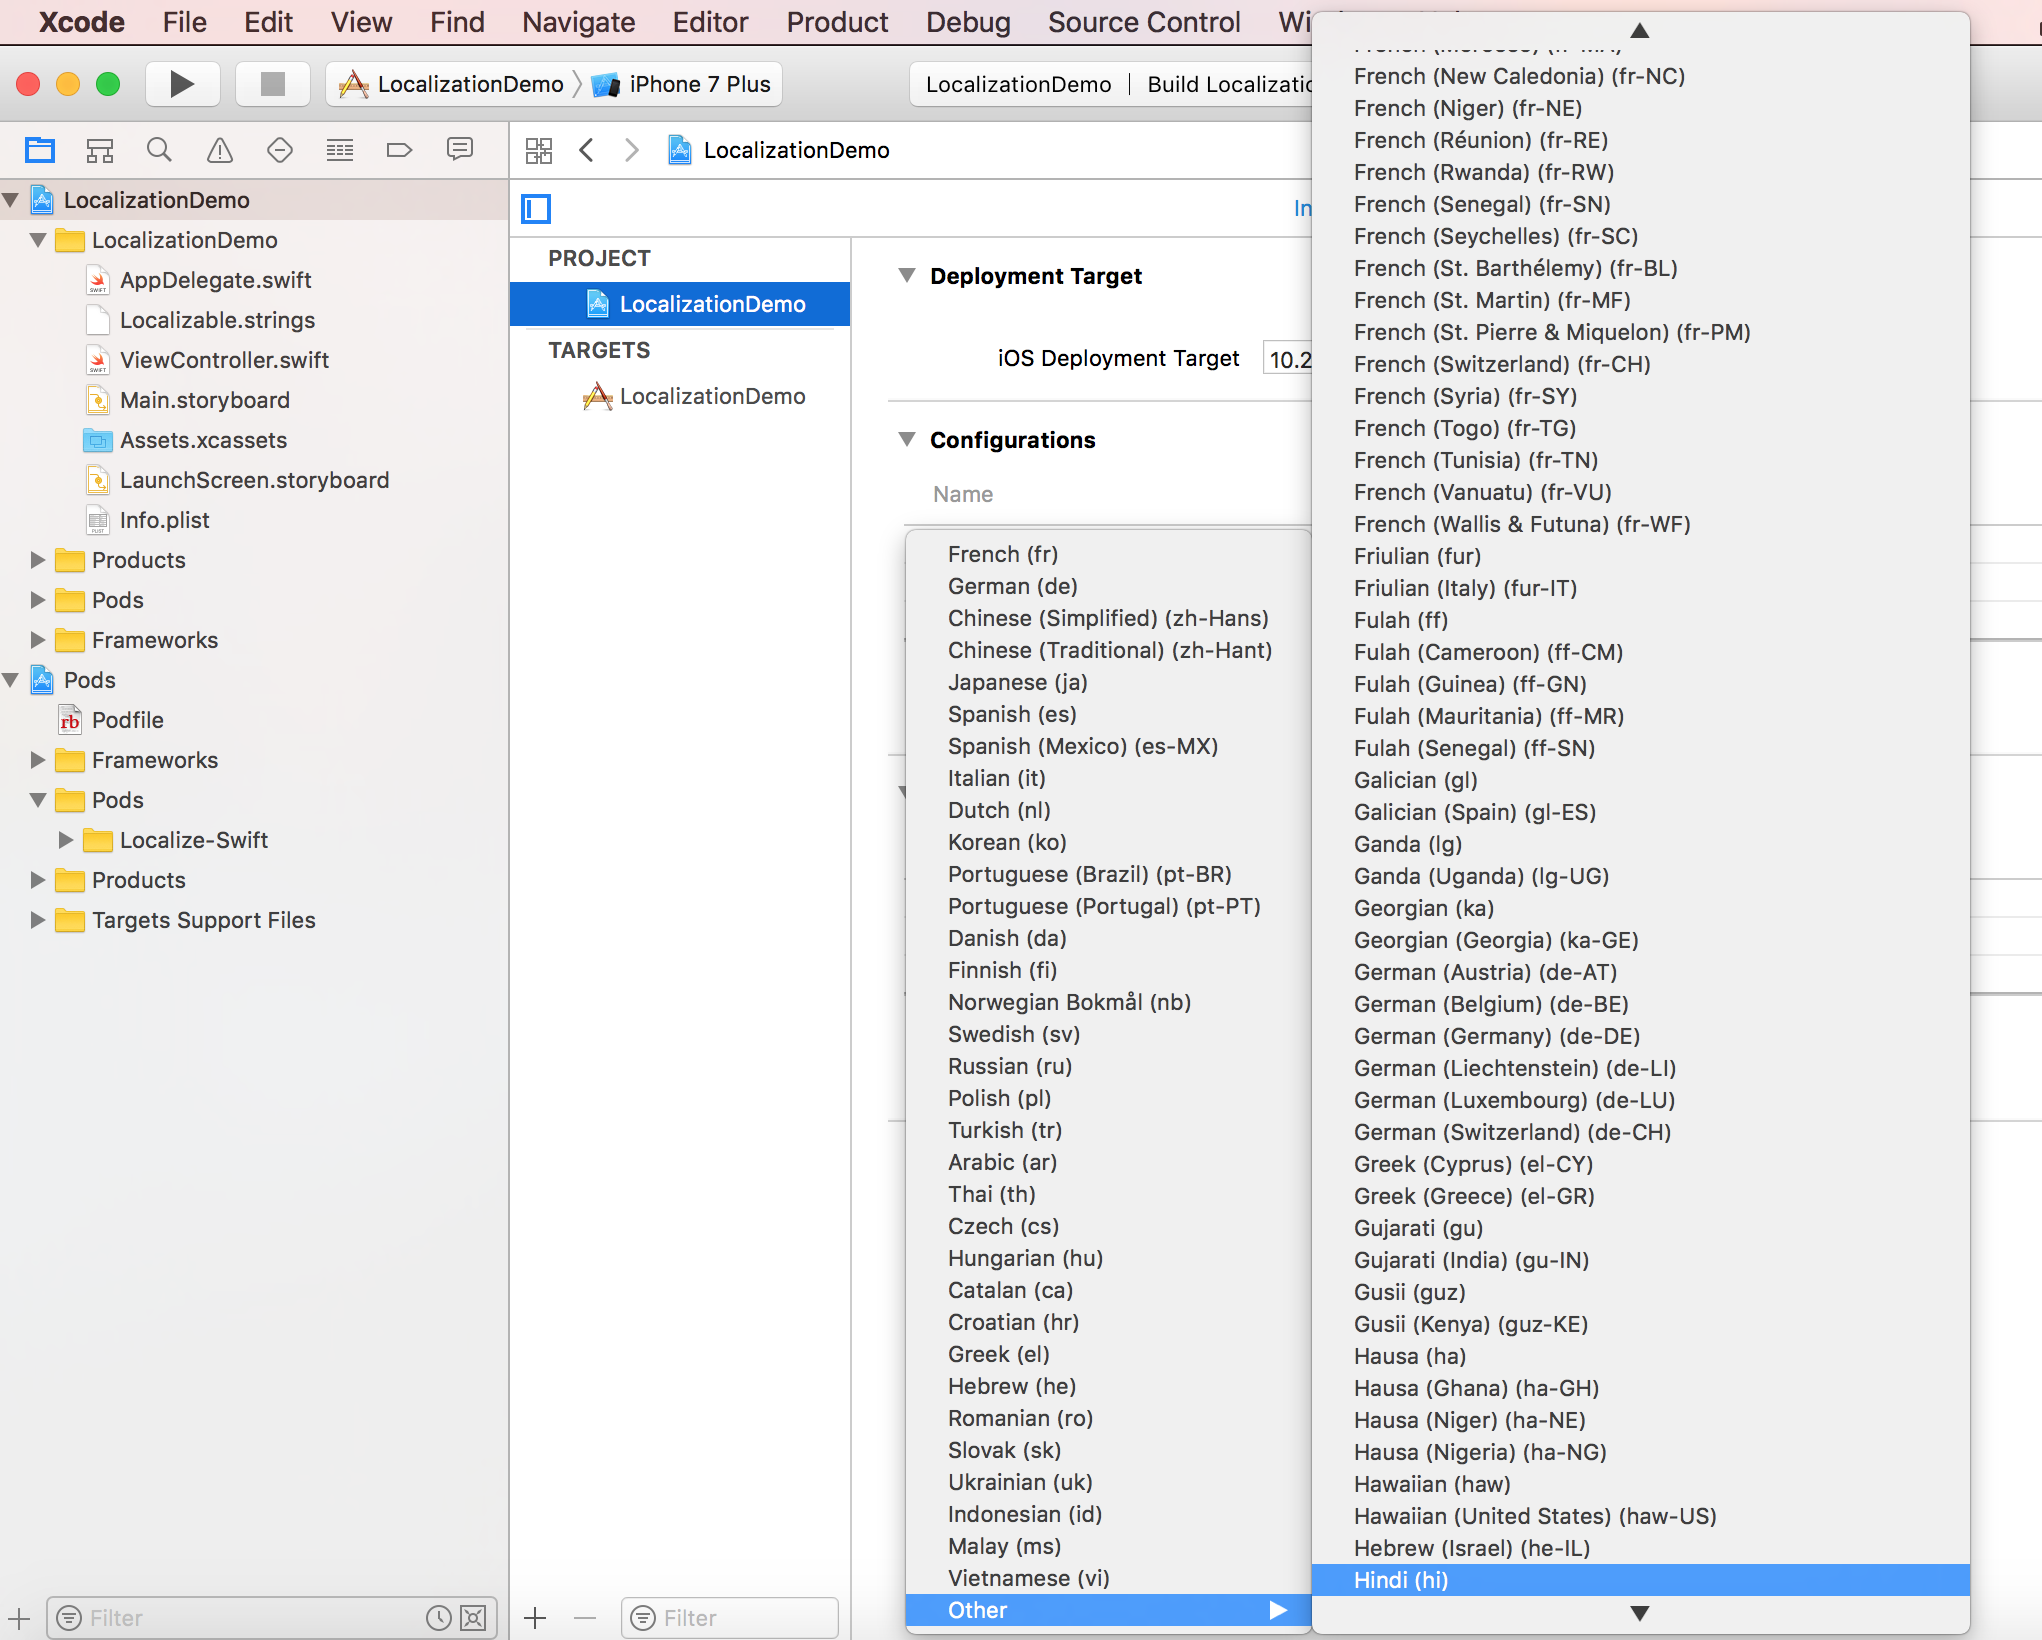 Xcode File Edit View Find Navigate Editor Product Debug Source Control
LocalizationDemo iPhone 7 Plus
LocalizationDemo Build
LocalizationDemo
LocalizationDemo
LocalizationDemo
AppDelegate.swift
Localizable.strings
ViewController.swift
Main.storyboard
Assets.xcassets
LaunchScreen.storyboard
Info.plist
Products
Pods
Frameworks
Pods
rb Podfile
Frameworks
Pods
Localize-Swift
Products
Targets Support Files
Filter
PROJECT
LocalizationDemo
TARGETS
LocalizationDemo
Filter
Deployment Target
iOS Deployment Target 10.2
Configurations
Name
French (fr)
German (de)
Chinese (Simplified) (zh-Hans)
Chinese (Traditional) (zh-Hant)
Japanese (ja)
Spanish (es)
Spanish (Mexico) (es-MX)
Italian (it)
Dutch (nl)
Korean (ko)
Portuguese (Brazil) (pt-BR)
Portuguese (Portugal) (pt-PT)
Danish (da)
Finnish (fi)
Norwegian Bokmål (nb)
Swedish (sv)
Russian (ru)
Polish (pl)
Turkish (tr)
Arabic (ar)
Thai (th)
Czech (cs)
Hungarian (hu)
Catalan (ca)
Croatian (hr)
Greek (el)
Hebrew (he)
Romanian (ro)
Slovak (sk)
Ukrainian (uk)
Indonesian (id)
Malay (ms)
Vietnamese (vi)
Other
French (New Caledonia) (fr-NC)
French (Niger) (fr-NE)
French (Réunion) (fr-RE)
French (Rwanda) (fr-RW)
French (Senegal) (fr-SN)
French (Seychelles) (fr-SC)
French (St. Barthélemy) (fr-BL)
French (St. Martin) (fr-MF)
French (St. Pierre & Miquelon) (fr-PM)
French (Switzerland) (fr-CH)
French (Syria) (fr-SY)
French (Togo) (fr-TG)
French (Tunisia) (fr-TN)
French (Vanuatu) (fr-VU)
French (Wallis & Futuna) (fr-WF)
Friulian (fur)
Friulian (Italy) (fur-IT)
Fulah (ff)
Fulah (Cameroon) (ff-CM)
Fulah (Guinea) (ff-GN)
Fulah (Mauritania) (ff-MR)
Fulah (Senegal) (ff-SN)
Galician (gl)
Galician (Spain) (gl-ES)
Ganda (lg)
Ganda (Uganda) (lg-UG)
Georgian (ka)
Georgian (Georgia) (ka-GE)
German (Austria) (de-AT)
German (Belgium) (de-BE)
German (Germany) (de-DE)
German (Liechtenstein) (de-LI)
German (Luxembourg) (de-LU)
German (Switzerland) (de-CH)
Greek (Cyprus) (el-CY)
Greek (Greece) (el-GR)
Gujarati (gu)
Gujarati (India) (gu-IN)
Gusii (guz)
Gusii (Kenya) (guz-KE)
Hausa (ha)
Hausa (Ghana) (ha-GH)
Hausa (Niger) (ha-NE)
Hausa (Nigeria) (ha-NG)
Hawaiian (haw)
Hawaiian (United States) (haw-US)
Hebrew (Israel) (he-IL)
Hindi (hi)